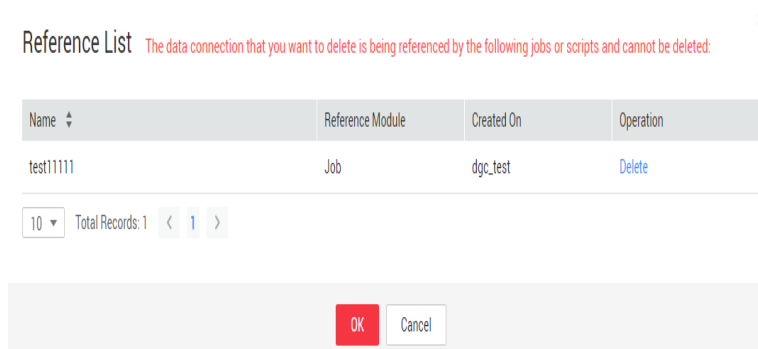 Reference List The data connection that you want to delete is being referenced by the following jobs or scripts and cannot be deleted:
Name Reference Module Created On Operation
test11111 Job dgc_test Delete
10 Total Records: 1 < 1 >
OK Cancel